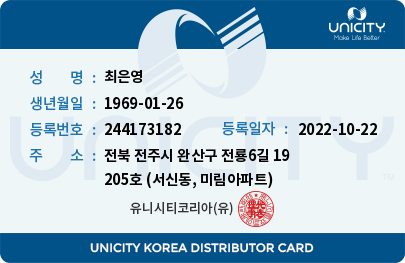 UNICITY
Make Life Better
성 명 : 최은영
생년월일 : 1969-01-26
등록번호 : 244173182 등록일자 : 2022-10-22
주 소 : 전북 전주시 완산구 전룡6길 19
205호 (서신동, 미림아파트)
유니시티코리아(유)
UNICITY
TM
UNICITY KOREA DISTRIBUTOR CARD